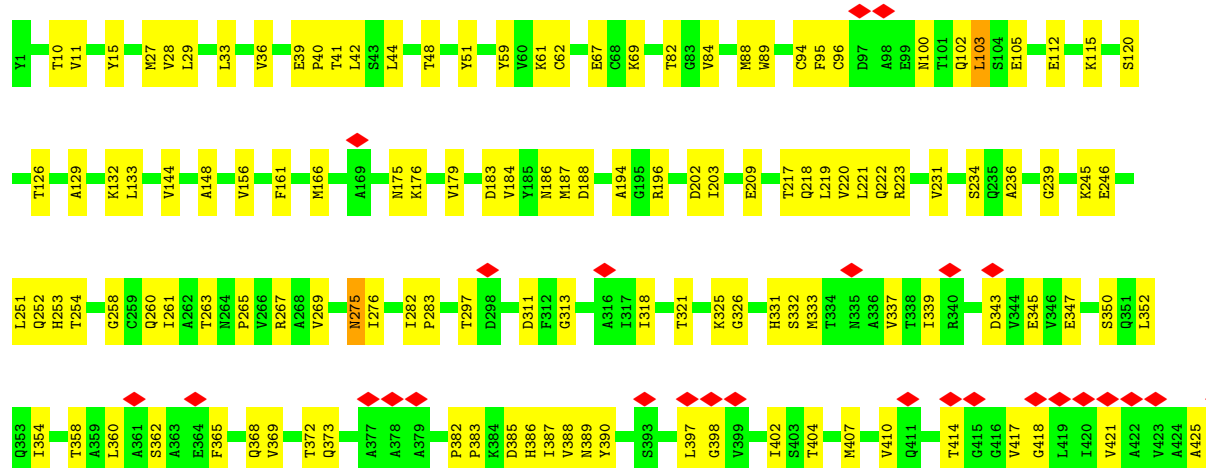 Y1 T10 V11 Y15 M27 V28 L29 L33 V36 E39 P40 T41 L42 S43 L44 T48 Y51 Y59 V60 K61 C62 E67 C68 K69 T82 G83 V84 M88 W89 C94 F95 C96 D97 A98 E99 N100 T101 Q102 L103 S104 E105 E112 K115 S120
T126 A129 K132 L133 V144 A148 V156 F161 M166 A169 N175 K176 V179 D183 V184 Y185 N186 M187 D188 A194 G195 R196 D202 I203 E209 T217 Q218 L219 V220 L221 Q222 R223 V231 S234 Q235 A236 G239 K245 E246
L251 Q252 H253 T254 G258 C259 Q260 I261 A262 T263 N264 P265 V266 R267 A268 V269 N275 I276 I282 P283 T297 D298 D311 F312 G313 A316 I317 I318 T321 K325 G326 H331 S332 M333 T334 N335 A336 V337 T338 I339 R340 D343 V344 E345 V346 E347 S350 Q351 L352
Q353 I354 T358 A359 L360 A361 S362 A363 E364 F365 Q368 V369 T372 Q373 A377 A378 A379 P382 P383 K384 D385 H386 I387 V388 N389 Y390 S393 L397 G398 V399 I402 S403 T404 M407 V410 Q411 T414 G415 G416 V417 G418 L419 I420 V421 A422 V423 A424 A425